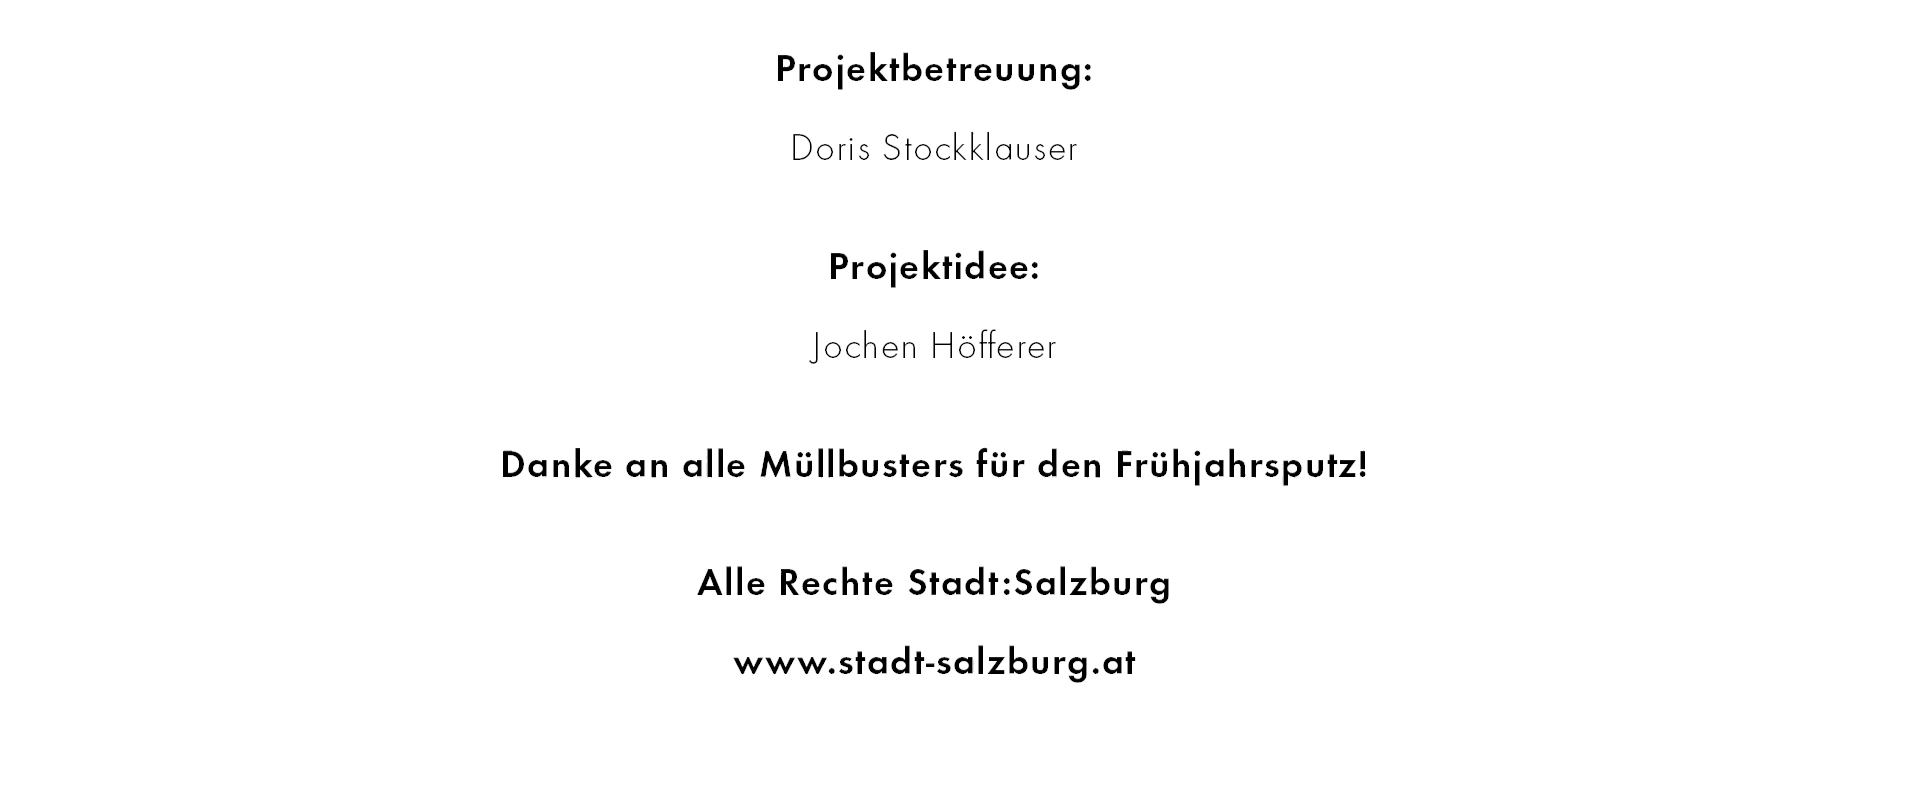 Projektbetreuung:
Doris Stockklauser
Projektidee:
Jochen Höfferer
Danke an alle Müllbusters für den Frühjahrsputz!
Alle Rechte Stadt:Salzburg
www.stadt-salzburg.at